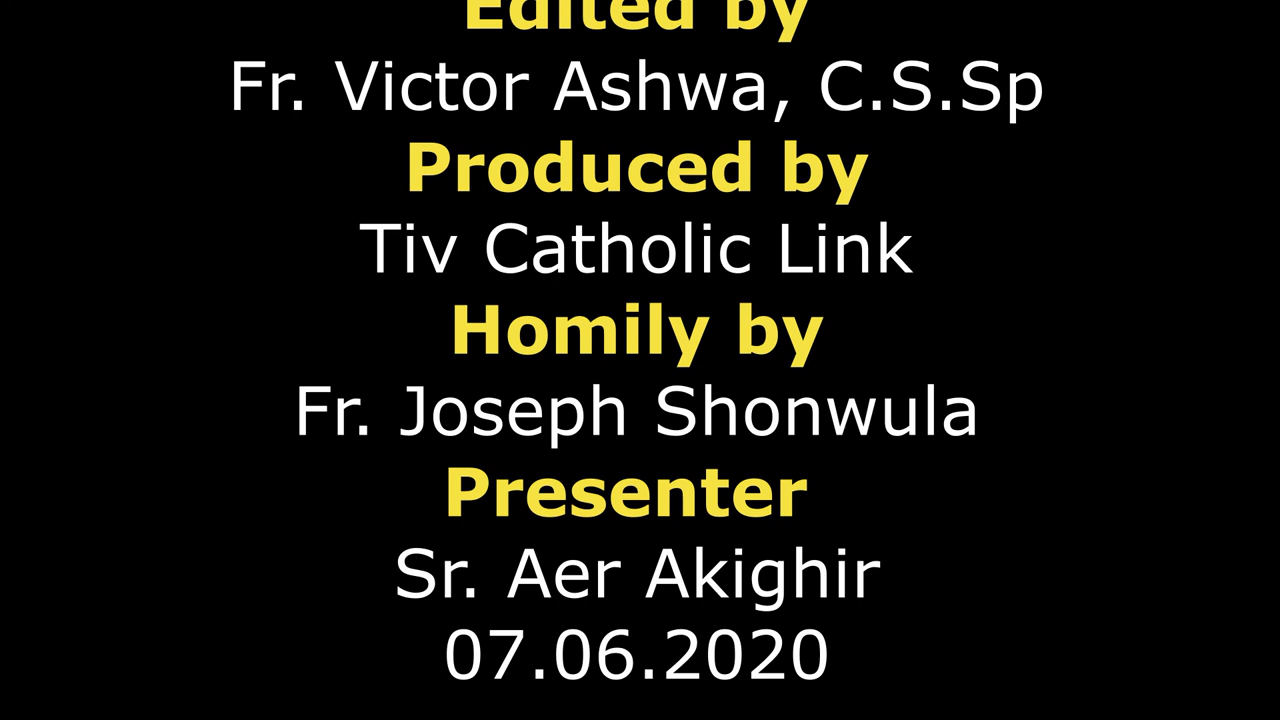 Edited by
Fr. Victor Ashwa, C.S.Sp
Produced by
Tiv Catholic Link
Homily by
Fr. Joseph Shonwula
Presenter
Sr. Aer Akighir
07.06.2020